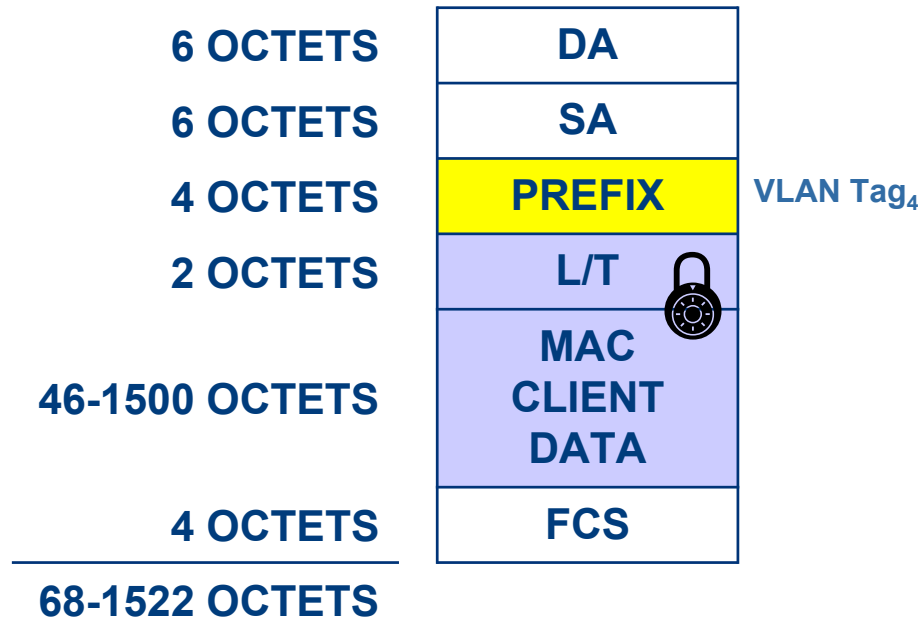 6 OCTETS DA
6 OCTETS SA
4 OCTETS PREFIX VLAN Tag₄
2 OCTETS L/T
46-1500 OCTETS MAC
CLIENT
DATA
4 OCTETS FCS
68-1522 OCTETS